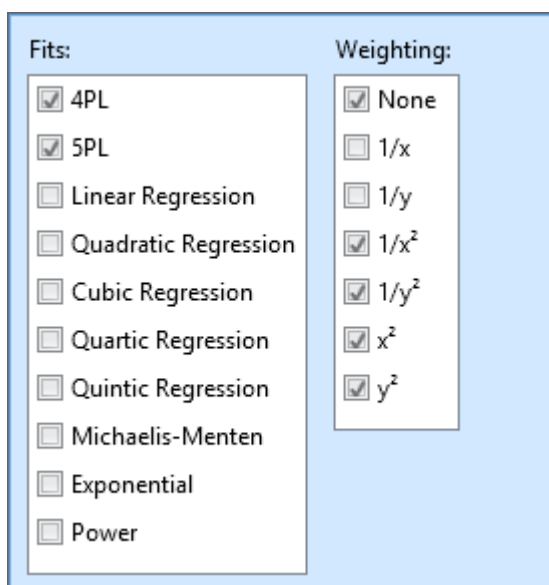 Fits:
4PL
5PL
Linear Regression
Quadratic Regression
Cubic Regression
Quartic Regression
Quintic Regression
Michaelis-Menten
Exponential
Power
Weighting:
None
1/x
1/y
1/x²
1/y²
x²
y²